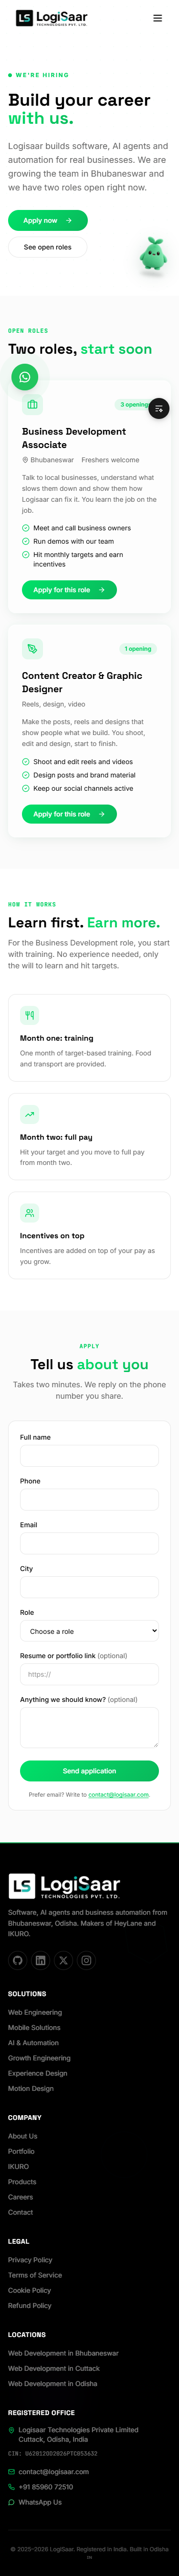 LogiSaar
TECHNOLOGIES PVT. LTD.
WE'RE HIRING
Build your career
with us.
Logisaar builds software, AI agents and
automation for real businesses. We are
growing the team in Bhubaneswar and
we have two roles open right now.
Apply now
See open roles
OPEN ROLES
Two roles, start soon
3 opening
Business Development
Associate
Bhubaneswar Freshers welcome
Talk to local businesses, understand what
slows them down and show them how
Logisaar can fix it. You learn the job on the
job.
Meet and call business owners
Run demos with our team
Hit monthly targets and earn
incentives
Apply for this role
1 opening
Content Creator & Graphic
Designer
Reels, design, video
Make the posts, reels and designs that
show people what we build. You shoot,
edit and design, start to finish.
Shoot and edit reels and videos
Design posts and brand material
Keep our social channels active
Apply for this role
HOW IT WORKS
Learn first. Earn more.
For the Business Development role, you start
with training. No experience needed, only
the will to learn and hit targets.
Month one: training
One month of target-based training. Food
and transport are provided.
Month two: full pay
Hit your target and you move to full pay
from month two.
Incentives on top
Incentives are added on top of your pay as
you grow.
APPLY
Tell us about you
Takes two minutes. We reply on the phone
number you share.
Full name
Phone
Email
City
Role
Choose a role
Resume or portfolio link (optional)
https://
Anything we should know? (optional)
Send application
Prefer email? Write to contact@logisaar.com.
LogiSaar
TECHNOLOGIES PVT. LTD.
Software, AI agents and business automation from
Bhubaneswar, Odisha. Makers of HeyLane and
IKURO.
SOLUTIONS
Web Engineering
Mobile Solutions
AI & Automation
Growth Engineering
Experience Design
Motion Design
COMPANY
About Us
Portfolio
IKURO
Products
Careers
Contact
LEGAL
Privacy Policy
Terms of Service
Cookie Policy
Refund Policy
LOCATIONS
Web Development in Bhubaneswar
Web Development in Cuttack
Web Development in Odisha
REGISTERED OFFICE
Logisaar Technologies Private Limited
Cuttack, Odisha, India
CIN: U62012OD2026PTC053632
contact@logisaar.com
+91 85960 72510
WhatsApp Us
© 2025–2026 LogiSaar. Registered in India. Built in Odisha